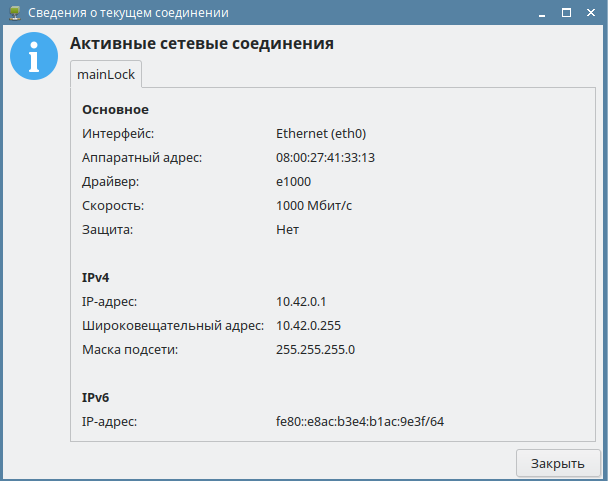 Сведения о текущем соединении
Активные сетевые соединения
mainLock
Основное
Интерфейс: Ethernet (eth0)
Аппаратный адрес: 08:00:27:41:33:13
Драйвер: e1000
Скорость: 1000 Мбит/с
Защита: Нет
IPv4
IP-адрес: 10.42.0.1
Широковещательный адрес: 10.42.0.255
Маска подсети: 255.255.255.0
IPv6
IP-адрес: fe80::e8ac:b3e4:b1ac:9e3f/64
Закрыть